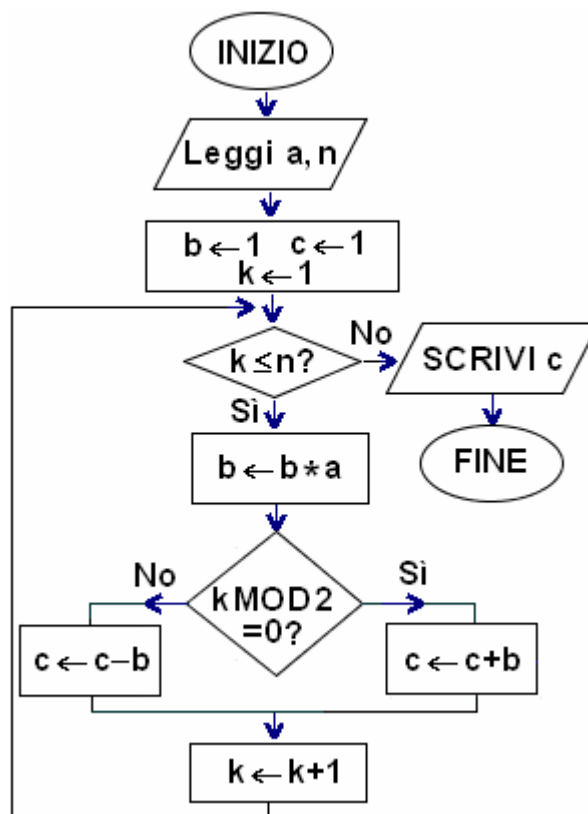 INIZIO
Leggi a, n
b ← 1 c ← 1
k ← 1
k ≤ n?
No
SCRIVI c
Sì
FINE
b ← b * a
No
Sì
k MOD 2
=0?
c ← c – b
c ← c+b
k ← k+1